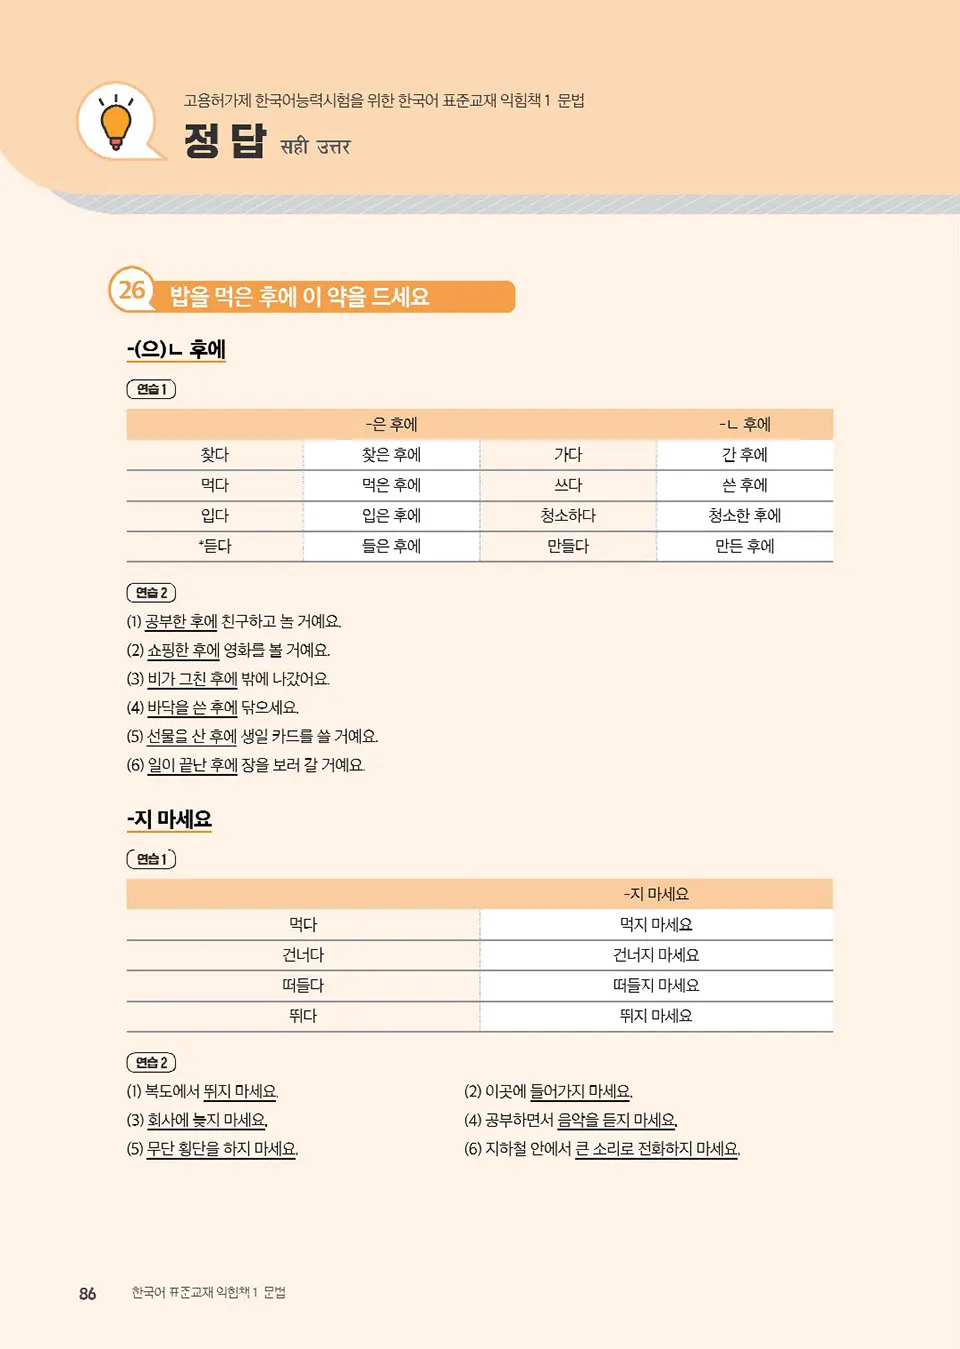 고용허가제 한국어능력시험을 위한 한국어 표준교재 익힘책 1 문법
정답 सही उत्तर
26 밥을 먹은 후에 이 약을 드세요
-(으)ㄴ 후에
연습 1
-은 후에 -ㄴ 후에
찾다 찾은 후에 가다 간 후에
먹다 먹은 후에 쓰다 쓴 후에
입다 입은 후에 청소하다 청소한 후에
*듣다 들은 후에 만들다 만든 후에
연습 2
(1) 공부한 후에 친구하고 놀 거예요.
(2) 쇼핑한 후에 영화를 볼 거예요.
(3) 비가 그친 후에 밖에 나갔어요.
(4) 바닥을 쓴 후에 닦으세요.
(5) 선물을 산 후에 생일 카드를 쓸 거예요.
(6) 일이 끝난 후에 장을 보러 갈 거예요.
-지 마세요
연습 1
-지 마세요
먹다 먹지 마세요
건너다 건너지 마세요
떠들다 떠들지 마세요
뛰다 뛰지 마세요
연습 2
(1) 복도에서 뛰지 마세요. (2) 이곳에 들어가지 마세요.
(3) 회사에 늦지 마세요. (4) 공부하면서 음악을 듣지 마세요.
(5) 무단 횡단을 하지 마세요. (6) 지하철 안에서 큰 소리로 전화하지 마세요.
86 한국어 표준교재 익힘책 1 문법